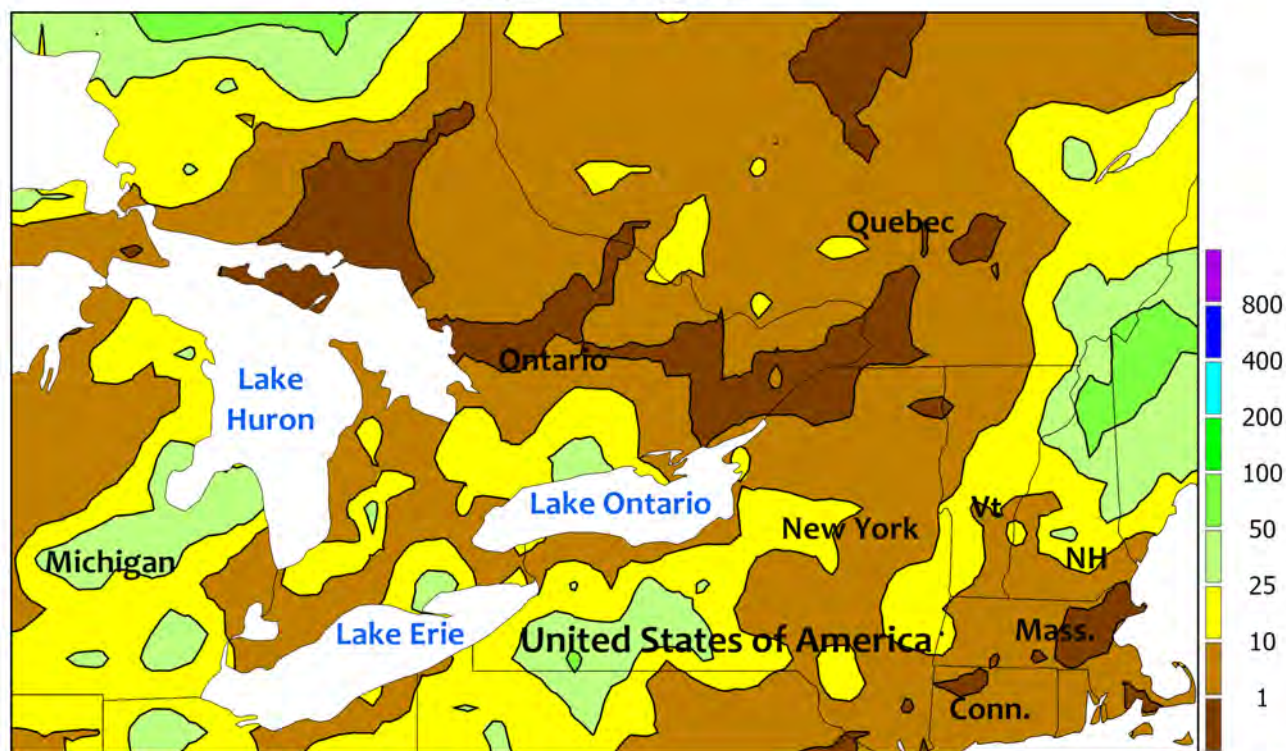 Quebec
Ontario
Lake
Huron
Lake Ontario
Vt
New York
Michigan
NH
Lake Erie
United States of America
Mass.
Conn.
800
400
200
100
50
25
10
1